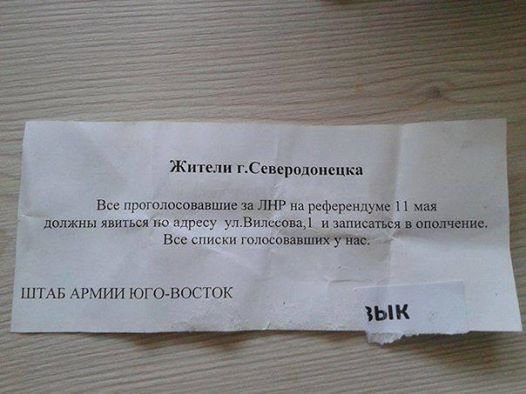 Жители г.Северодонецка
Все проголосовавшие за ЛНР на референдуме 11 мая
должны явиться по адресу ул.Вилесова,1 и записаться в ополчение.
Все списки голосовавших у нас.
ШТАБ АРМИИ ЮГО-ВОСТОК
ЗЫК